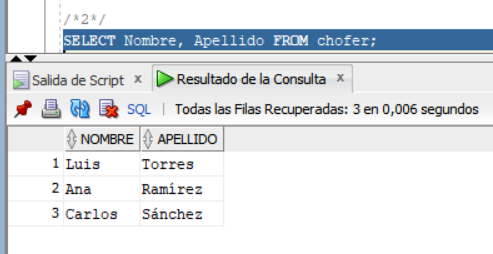 /*2*/
SELECT Nombre, Apellido FROM chofer;
Salida de Script x Resultado de la Consulta x
SQL | Todas las Filas Recuperadas: 3 en 0,006 segundos
NOMBRE APELLIDO
1 Luis Torres
2 Ana Ramírez
3 Carlos Sánchez